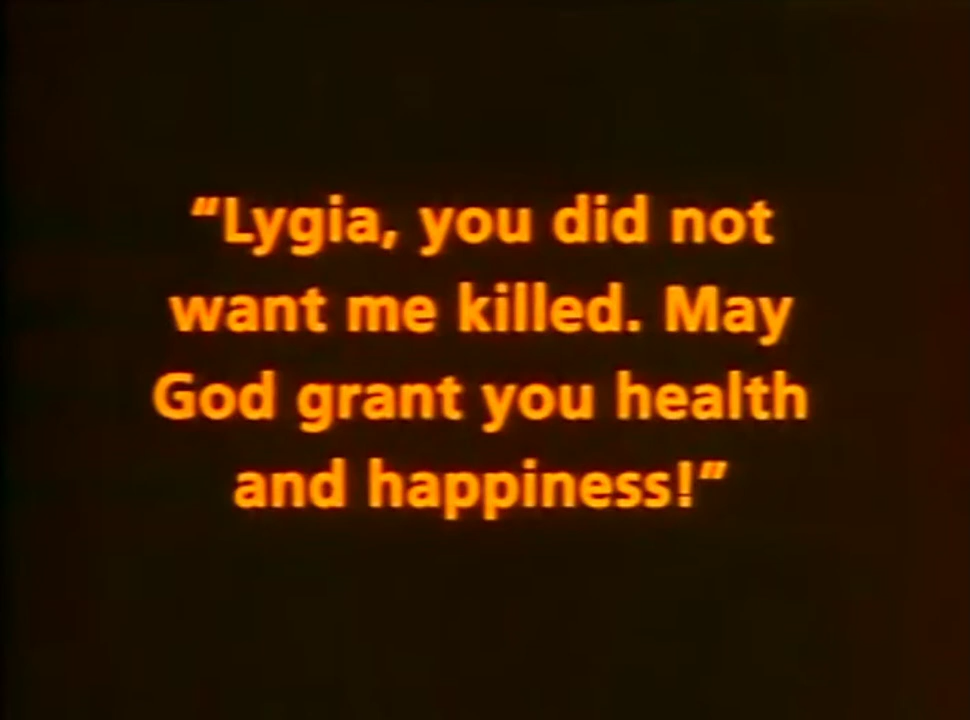 “Lygia, you did not
want me killed. May
God grant you health
and happiness!”